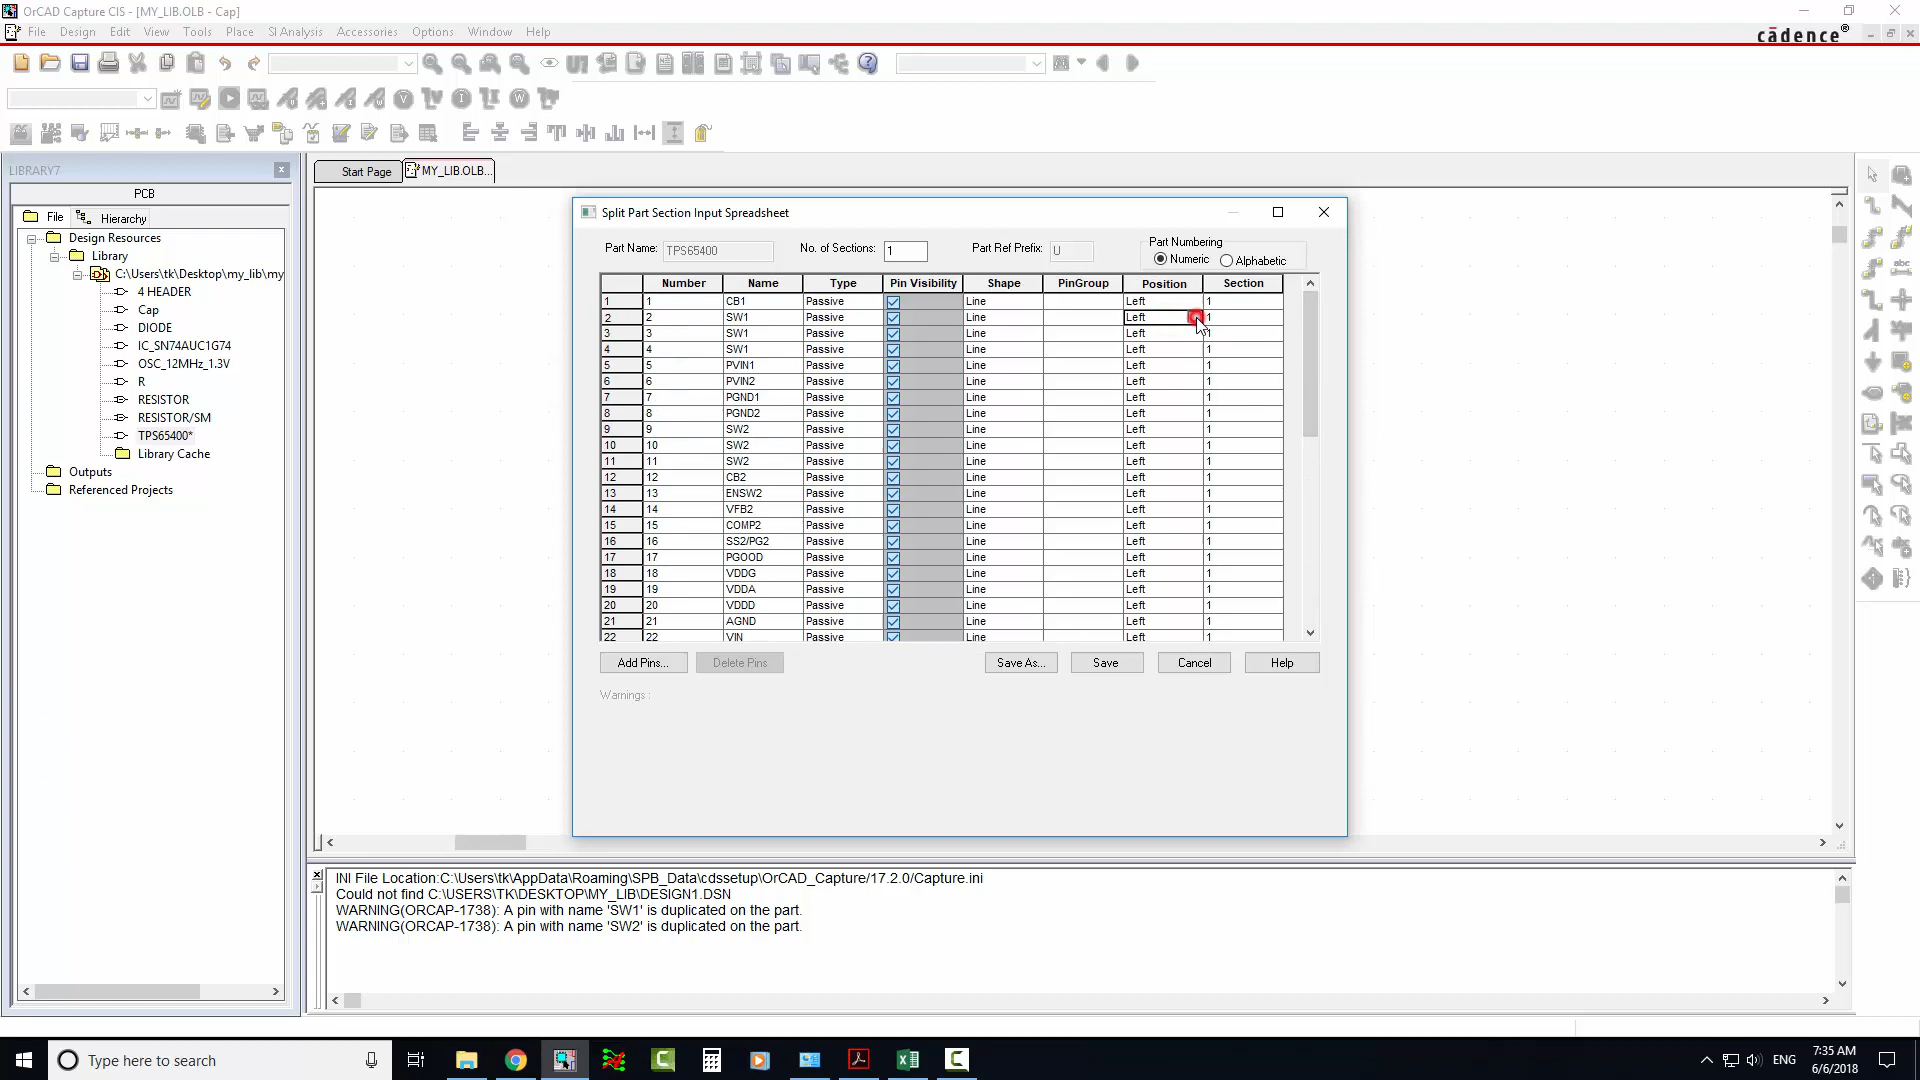 OrCAD Capture CIS - [MY_LIB.OLB - Cap]
File Design Edit View Tools Place SI Analysis Accessories Options Window Help
cādence®
LIBRARY7
Start Page MY_LIB.OLB...
PCB
File Hierarchy
Design Resources
Library
C:\Users\tk\Desktop\my_lib\my
4 HEADER
Cap
DIODE
IC_SN74AUC1G74
OSC_12MHz_1.3V
R
RESISTOR
RESISTOR/SM
TPS65400*
Library Cache
Outputs
Referenced Projects
Split Part Section Input Spreadsheet
Part Name: TPS65400 No. of Sections: 1 Part Ref Prefix: U Part Numbering
Numeric Alphabetic
Number Name Type Pin Visibility Shape PinGroup Position Section
1 1 CB1 Passive Line Left 1
2 2 SW1 Passive Line Left 1
3 3 SW1 Passive Line Left 1
4 4 SW1 Passive Line Left 1
5 5 PVIN1 Passive Line Left 1
6 6 PVIN2 Passive Line Left 1
7 7 PGND1 Passive Line Left 1
8 8 PGND2 Passive Line Left 1
9 9 SW2 Passive Line Left 1
10 10 SW2 Passive Line Left 1
11 11 SW2 Passive Line Left 1
12 12 CB2 Passive Line Left 1
13 13 ENSW2 Passive Line Left 1
14 14 VFB2 Passive Line Left 1
15 15 COMP2 Passive Line Left 1
16 16 SS2/PG2 Passive Line Left 1
17 17 PGOOD Passive Line Left 1
18 18 VDDG Passive Line Left 1
19 19 VDDA Passive Line Left 1
20 20 VDDD Passive Line Left 1
21 21 AGND Passive Line Left 1
22 22 VIN Passive Line Left 1
Add Pins... Delete Pins Save As... Save Cancel Help
Warnings :
INI File Location:C:\Users\tk\AppData\Roaming\SPB_Data\cdssetup\OrCAD_Capture/17.2.0/Capture.ini
Could not find C:\USERS\TK\DESKTOP\MY_LIB\DESIGN1.DSN
WARNING(ORCAP-1738): A pin with name 'SW1' is duplicated on the part.
WARNING(ORCAP-1738): A pin with name 'SW2' is duplicated on the part.
Type here to search
ENG
7:35 AM
6/6/2018